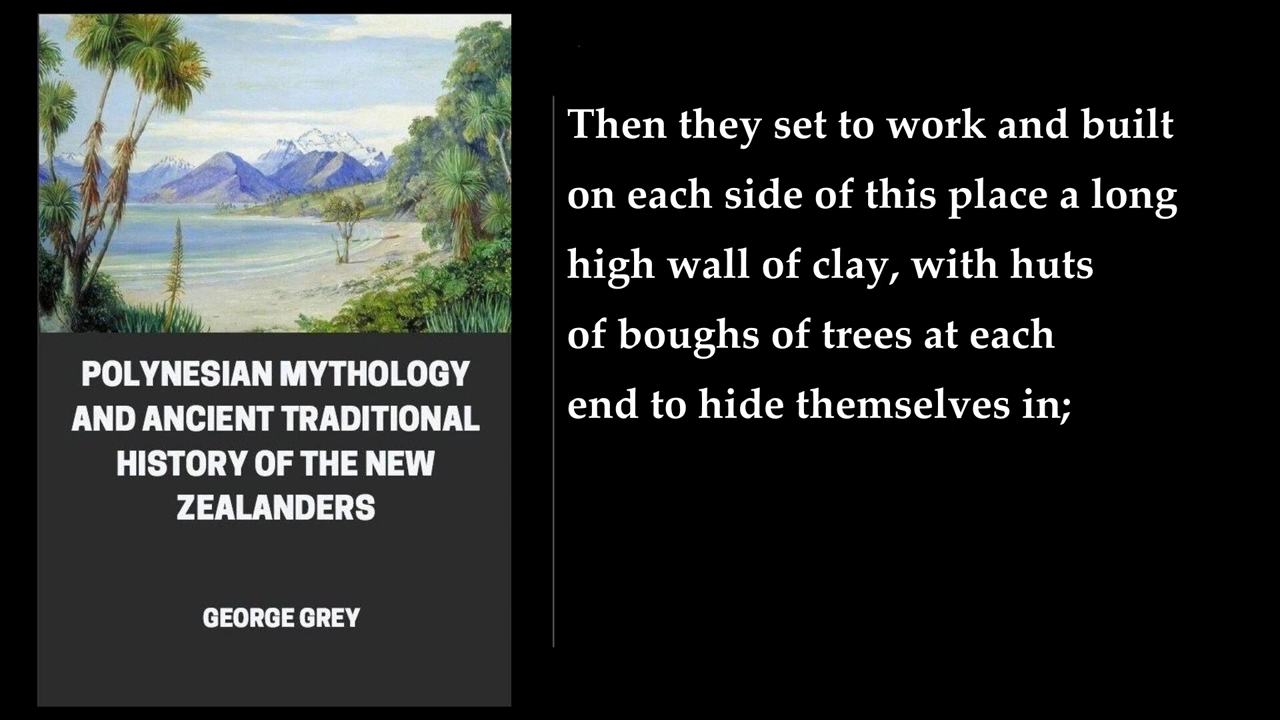 POLYNESIAN MYTHOLOGY
AND ANCIENT TRADITIONAL
HISTORY OF THE NEW
ZEALANDERS
GEORGE GREY
Then they set to work and built
on each side of this place a long
high wall of clay, with huts
of boughs of trees at each
end to hide themselves in;